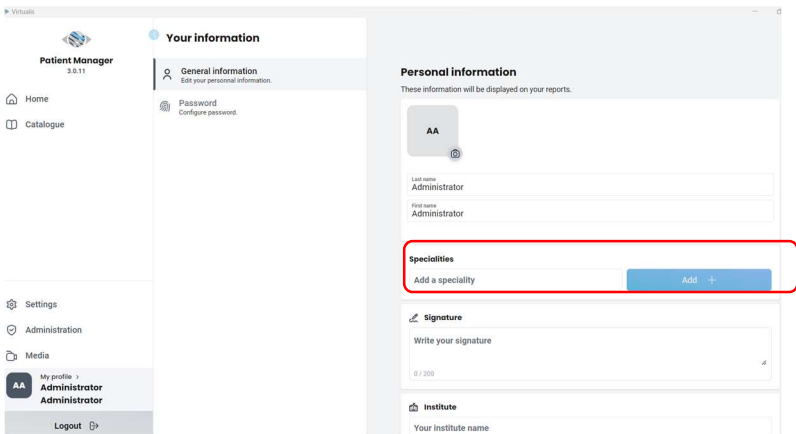 Virtualis
Patient Manager
3.0.11
Home
Catalogue
Settings
Administration
Media
AA
My profile >
Administrator
Administrator
Logout
Your information
General information
Edit your personnal information.
Password
Configure password.
Personal information
These information will be displayed on your reports.
AA
Last name
Administrator
First name
Administrator
Specialities
Add a speciality
Add +
Signature
Write your signature
0 / 200
Institute
Your institute name